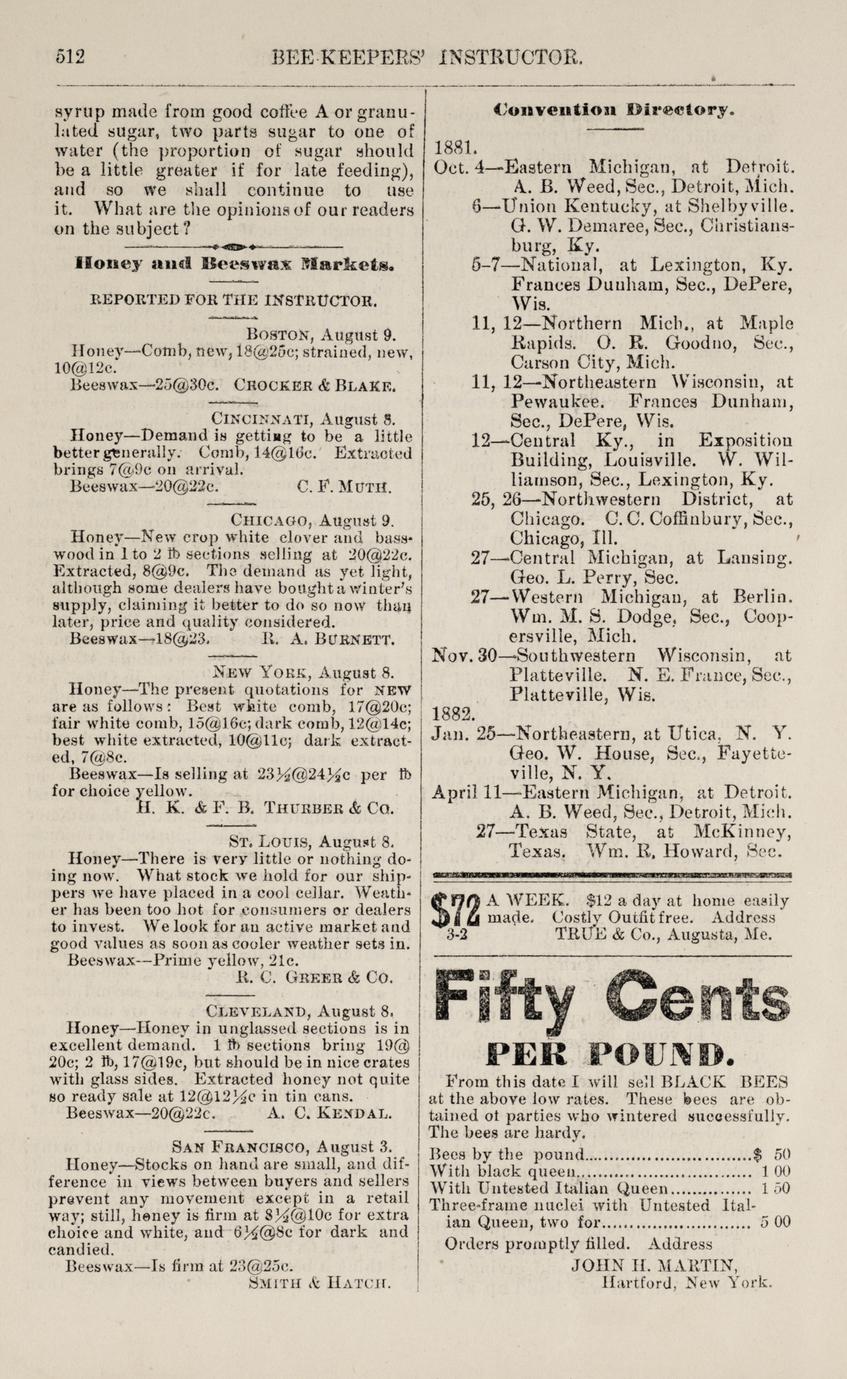 512
BEE-KEEPERS' INSTRUCTOR.
syrup made from good coffee A or granu-
lated sugar, two parts sugar to one of
water (the proportion of sugar should
be a little greater if for late feeding),
and so we shall continue to use
it. What are the opinions of our readers
on the subject?
Honey and Beeswax Markets.
REPORTED FOR THE INSTRUCTOR.
BOSTON, August 9.
Honey—Comb, new, 18@25c; strained, new,
10@12c.
Beeswax—25@30c. CROCKER & BLAKE.
CINCINNATI, August 8.
Honey—Demand is getting to be a little
better generally. Comb, 14@16c. Extracted
brings 7@9c on arrival.
Beeswax—20@22c. C. F. MUTH.
CHICAGO, August 9.
Honey—New crop white clover and bass-
wood in 1 to 2 ℔ sections selling at 20@22c.
Extracted, 8@9c. The demand as yet light,
although some dealers have bought a winter's
supply, claiming it better to do so now than
later, price and quality considered.
Beeswax—18@23. R. A. BURNETT.
NEW YORK, August 8.
Honey—The present quotations for NEW
are as follows: Best white comb, 17@20c;
fair white comb, 15@16c; dark comb, 12@14c;
best white extracted, 10@11c; dark extract-
ed, 7@8c.
Beeswax—Is selling at 23½@24½c per ℔
for choice yellow.
H. K. & F. B. THURBER & CO.
ST. LOUIS, August 8.
Honey—There is very little or nothing do-
ing now. What stock we hold for our ship-
pers we have placed in a cool cellar. Weath-
er has been too hot for consumers or dealers
to invest. We look for an active market and
good values as soon as cooler weather sets in.
Beeswax—Prime yellow, 21c.
R. C. GREER & CO.
CLEVELAND, August 8.
Honey—Honey in unglassed sections is in
excellent demand. 1 ℔ sections bring 19@
20c; 2 ℔, 17@19c, but should be in nice crates
with glass sides. Extracted honey not quite
so ready sale at 12@12½c in tin cans.
Beeswax—20@22c. A. C. KENDAL.
SAN FRANCISCO, August 3.
Honey—Stocks on hand are small, and dif-
ference in views between buyers and sellers
prevent any movement except in a retail
way; still, honey is firm at 8½@10c for extra
choice and white, and 6½@8c for dark and
candied.
Beeswax—Is firm at 23@25c.
SMITH & HATCH.
Convention Directory.
1881.
Oct. 4—Eastern Michigan, at Detroit.
A. B. Weed, Sec., Detroit, Mich.
6—Union Kentucky, at Shelbyville.
G. W. Demaree, Sec., Christians-
burg, Ky.
5-7—National, at Lexington, Ky.
Frances Dunham, Sec., DePere,
Wis.
11, 12—Northern Mich., at Maple
Rapids. O. R. Goodno, Sec.,
Carson City, Mich.
11, 12—Northeastern Wisconsin, at
Pewaukee. Frances Dunham,
Sec., DePere, Wis.
12—Central Ky., in Exposition
Building, Louisville. W. Wil-
liamson, Sec., Lexington, Ky.
25, 26—Northwestern District, at
Chicago. C. C. Coffinbury, Sec.,
Chicago, Ill.
27—Central Michigan, at Lansing.
Geo. L. Perry, Sec.
27—Western Michigan, at Berlin.
Wm. M. S. Dodge, Sec., Coop-
ersville, Mich.
Nov. 30—Southwestern Wisconsin, at
Platteville. N. E. France, Sec.,
Platteville, Wis.
1882.
Jan. 25—Northeastern, at Utica, N. Y.
Geo. W. House, Sec., Fayette-
ville, N. Y.
April 11—Eastern Michigan, at Detroit.
A. B. Weed, Sec., Detroit, Mich.
27—Texas State, at McKinney,
Texas. Wm. R. Howard, Sec.
$72 A WEEK. $12 a day at home easily
made. Costly Outfit free. Address
3-2 TRUE & Co., Augusta, Me.
Fifty Cents
PER POUND.
From this date I will sell BLACK BEES
at the above low rates. These bees are ob-
tained ot parties who wintered successfully.
The bees are hardy.
Bees by the pound..............................$ 50
With black queen............................... 1 00
With Untested Italian Queen............... 1 50
Three-frame nuclei with Untested Ital-
ian Queen, two for........................... 5 00
Orders promptly filled. Address
JOHN H. MARTIN,
Hartford, New York.